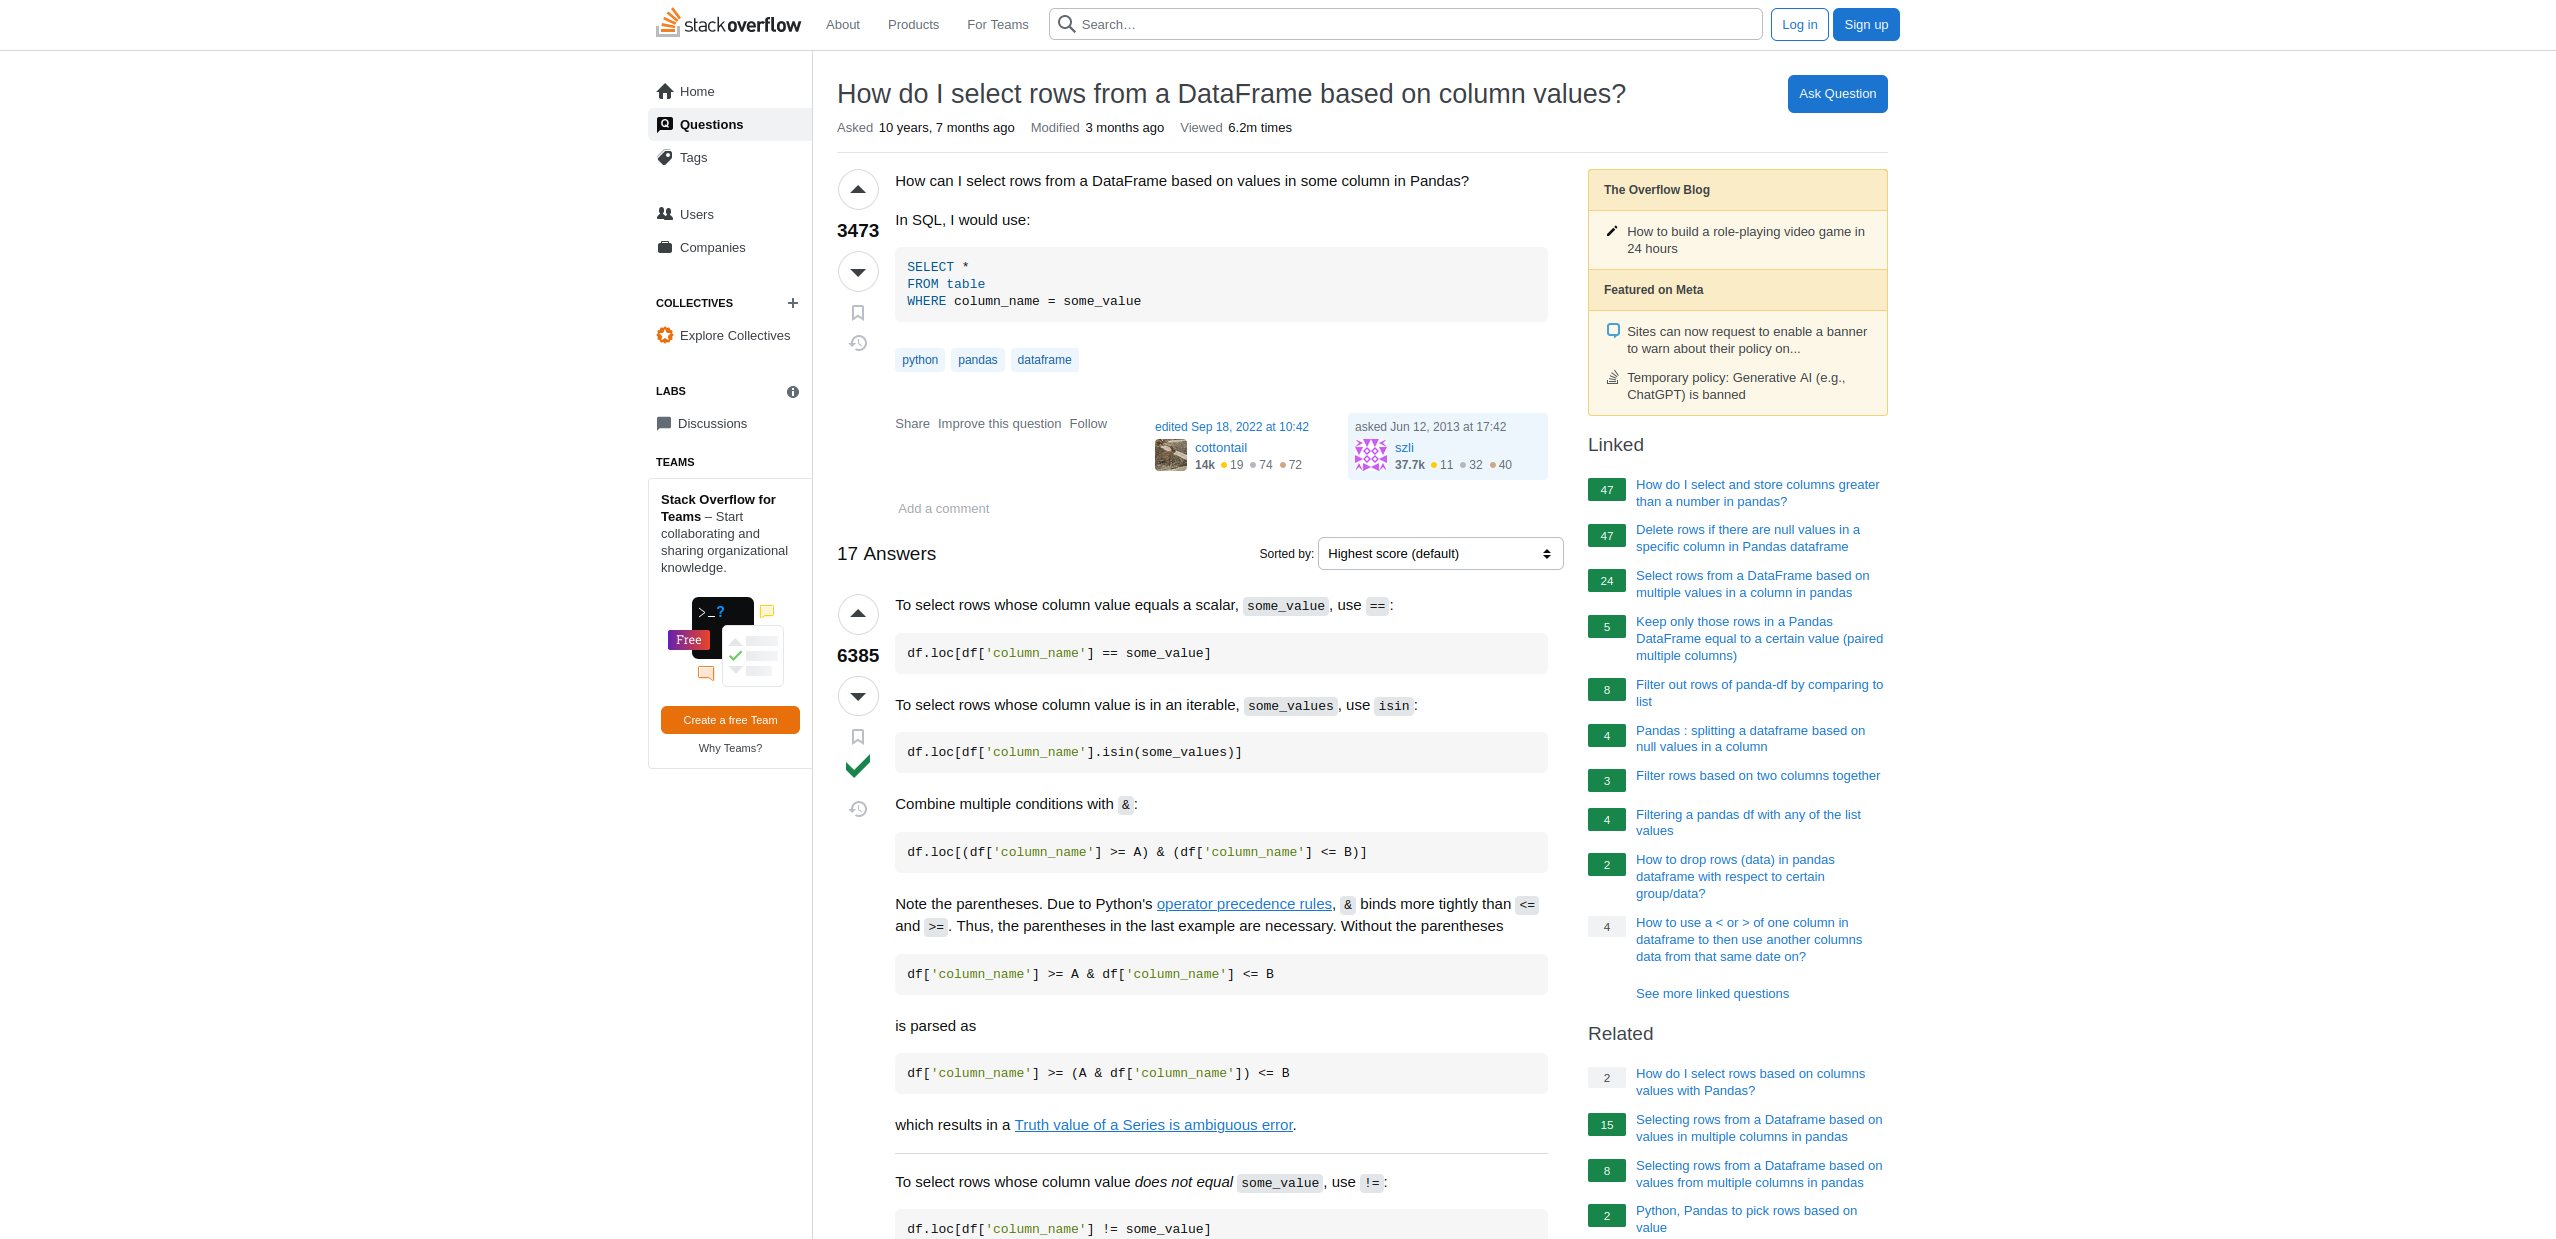 stackoverflow
About Products For Teams
Search…
Log in
Sign up
Home
Questions
Tags
Users
Companies
COLLECTIVES
Explore Collectives
LABS
Discussions
TEAMS
Stack Overflow for
Teams – Start
collaborating and
sharing organizational
knowledge.
>_?
Free
Create a free Team
Why Teams?
How do I select rows from a DataFrame based on column values?
Ask Question
Asked 10 years, 7 months ago Modified 3 months ago Viewed 6.2m times
3473
How can I select rows from a DataFrame based on values in some column in Pandas?
In SQL, I would use:
SELECT *
FROM table
WHERE column_name = some_value
python pandas dataframe
Share Improve this question Follow
edited Sep 18, 2022 at 10:42
cottontail
14k 19 74 72
asked Jun 12, 2013 at 17:42
szli
37.7k 11 32 40
Add a comment
17 Answers
Sorted by: Highest score (default)
6385
To select rows whose column value equals a scalar, some_value, use ==:
df.loc[df['column_name'] == some_value]
To select rows whose column value is in an iterable, some_values, use isin:
df.loc[df['column_name'].isin(some_values)]
Combine multiple conditions with &:
df.loc[(df['column_name'] >= A) & (df['column_name'] <= B)]
Note the parentheses. Due to Python's operator precedence rules, & binds more tightly than <=
and >=. Thus, the parentheses in the last example are necessary. Without the parentheses
df['column_name'] >= A & df['column_name'] <= B
is parsed as
df['column_name'] >= (A & df['column_name']) <= B
which results in a Truth value of a Series is ambiguous error.
To select rows whose column value does not equal some_value, use !=:
df.loc[df['column_name'] != some_value]
The Overflow Blog
How to build a role-playing video game in
24 hours
Featured on Meta
Sites can now request to enable a banner
to warn about their policy on...
Temporary policy: Generative AI (e.g.,
ChatGPT) is banned
Linked
47 How do I select and store columns greater
than a number in pandas?
47 Delete rows if there are null values in a
specific column in Pandas dataframe
24 Select rows from a DataFrame based on
multiple values in a column in pandas
5 Keep only those rows in a Pandas
DataFrame equal to a certain value (paired
multiple columns)
8 Filter out rows of panda-df by comparing to
list
4 Pandas : splitting a dataframe based on
null values in a column
3 Filter rows based on two columns together
4 Filtering a pandas df with any of the list
values
2 How to drop rows (data) in pandas
dataframe with respect to certain
group/data?
4 How to use a < or > of one column in
dataframe to then use another columns
data from that same date on?
See more linked questions
Related
2 How do I select rows based on columns
values with Pandas?
15 Selecting rows from a Dataframe based on
values in multiple columns in pandas
8 Selecting rows from a Dataframe based on
values from multiple columns in pandas
2 Python, Pandas to pick rows based on
value